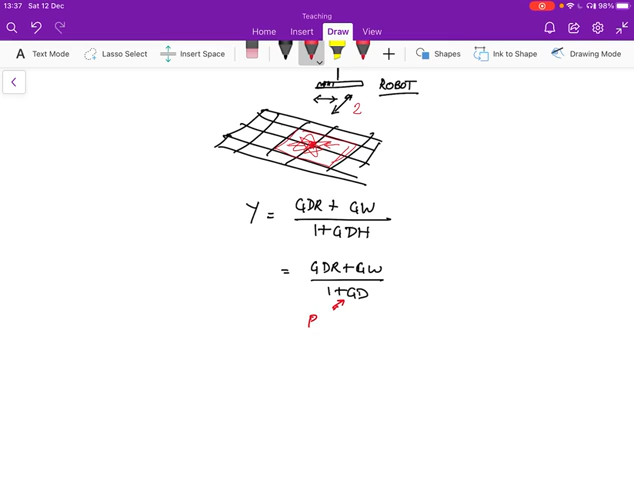 13:37 Sat 12 Dec
98%
Teaching
Home Insert Draw View
Text Mode Lasso Select Insert Space Shapes Ink to Shape Drawing Mode
ROBOT
2
Y = GDR + GW
1+GDH
= GDR+GW
1+GD
P